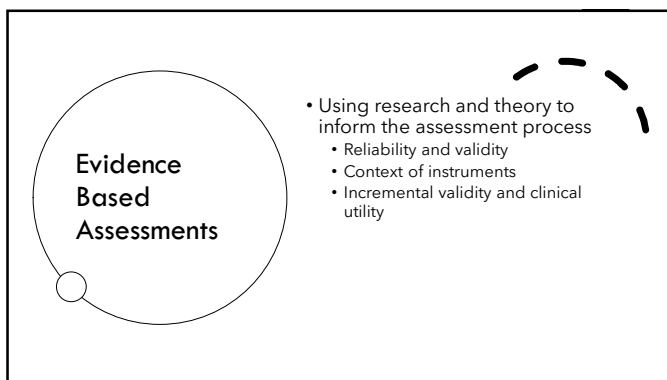 Evidence
Based
Assessments
• Using research and theory to
inform the assessment process
• Reliability and validity
• Context of instruments
• Incremental validity and clinical
utility